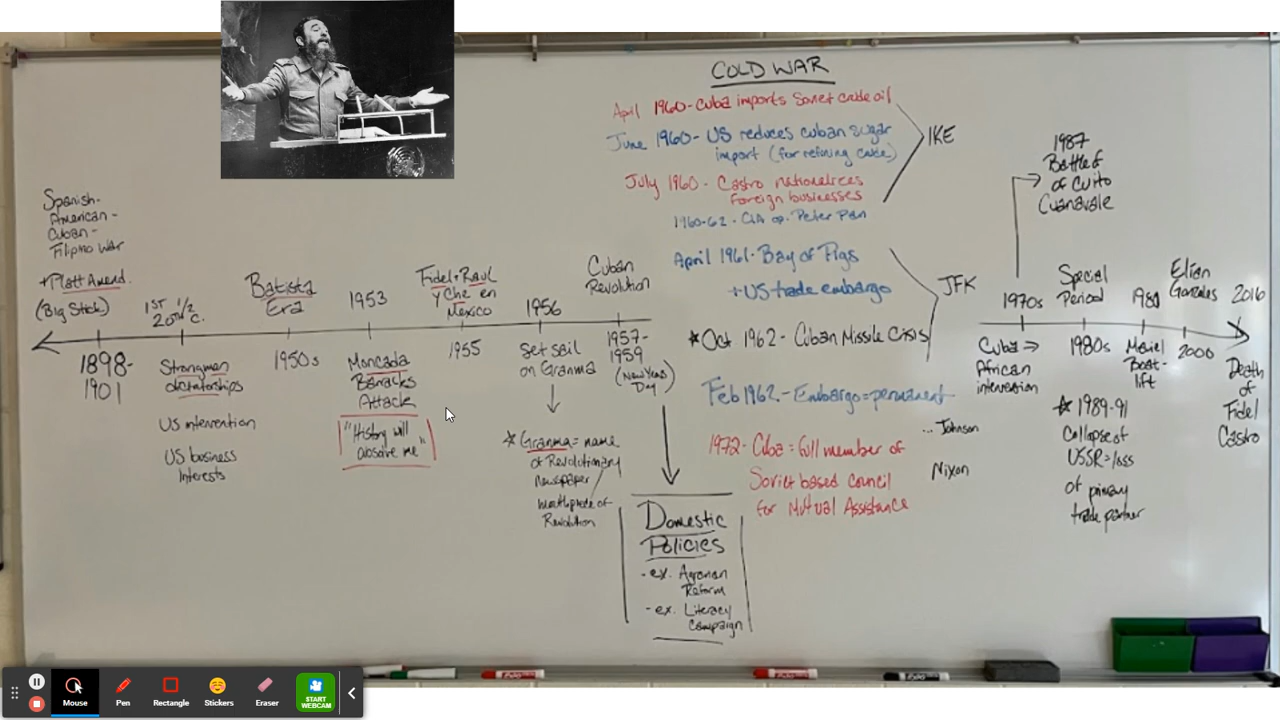 COLD WAR
April 1960- Cuba imports Soviet crude oil
June 1960- US reduces cuban sugar
import (for refining crude)
July 1960- Castro nationalizes
foreign businesses
1960-62- CIA op. Peter Pan
IKE
April 1961- Bay of Pigs
+ US trade embargo
* Oct 1962- Cuban Missile Crisis
JFK
Feb 1962- Embargo = permanent
1972- Cuba = full member of
Soviet based council
for Mutual Assistance
... Johnson
Nixon
Spanish-
American-
Cuban-
Filipino War
+ Platt Amend.
(Big Stick)
1898-
1901
1ST 1/2
20th c.
Strongmen
dictatorships
US intervention
US business
Interests
Batista
Era
1950s
1953
Moncada
Baracks
Attack
"History will
absolve me"
Fidel + Raul
y Che en
Mexico
1955
1956
Set sail
on Granma
* Granma = name
of Revolutionary
Newspaper
mouthpiece of
Revolution
Cuban
Revolution
1957-
1959
(New Years
Day)
Domestic
Policies
- ex. Agrarian
Reform
- ex. Literacy
Campaign
1970s
Cuba ⇒
African
intervention
1987
Battle of
of Cuito
Cuanavale
Special
Period
1980s
* 1989-91
Collapse of
USSR = loss
of primary
trade partner
Mariel
Boat-
lift
Elian
Gonzales
2000
2016
Death
of
Fidel
Castro
Mouse
Pen
Rectangle
Stickers
Eraser
START
WEBCAM